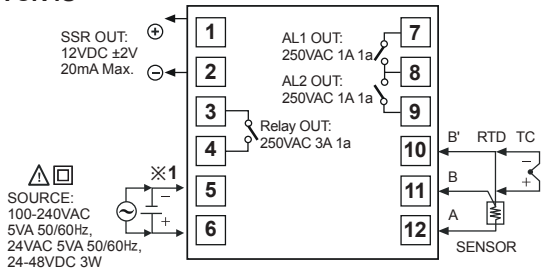 SSR OUT:
12VDC ±2V
20mA Max.
+
−
1
2
3
4
5
6
Relay OUT:
250VAC 3A 1a
AL1 OUT:
250VAC 1A 1a
AL2 OUT:
250VAC 1A 1a
7
8
9
10
11
12
※1
−
+
SOURCE:
100-240VAC
5VA 50/60Hz,
24VAC 5VA 50/60Hz,
24-48VDC 3W
B' RTD TC
−
+
B
A
SENSOR